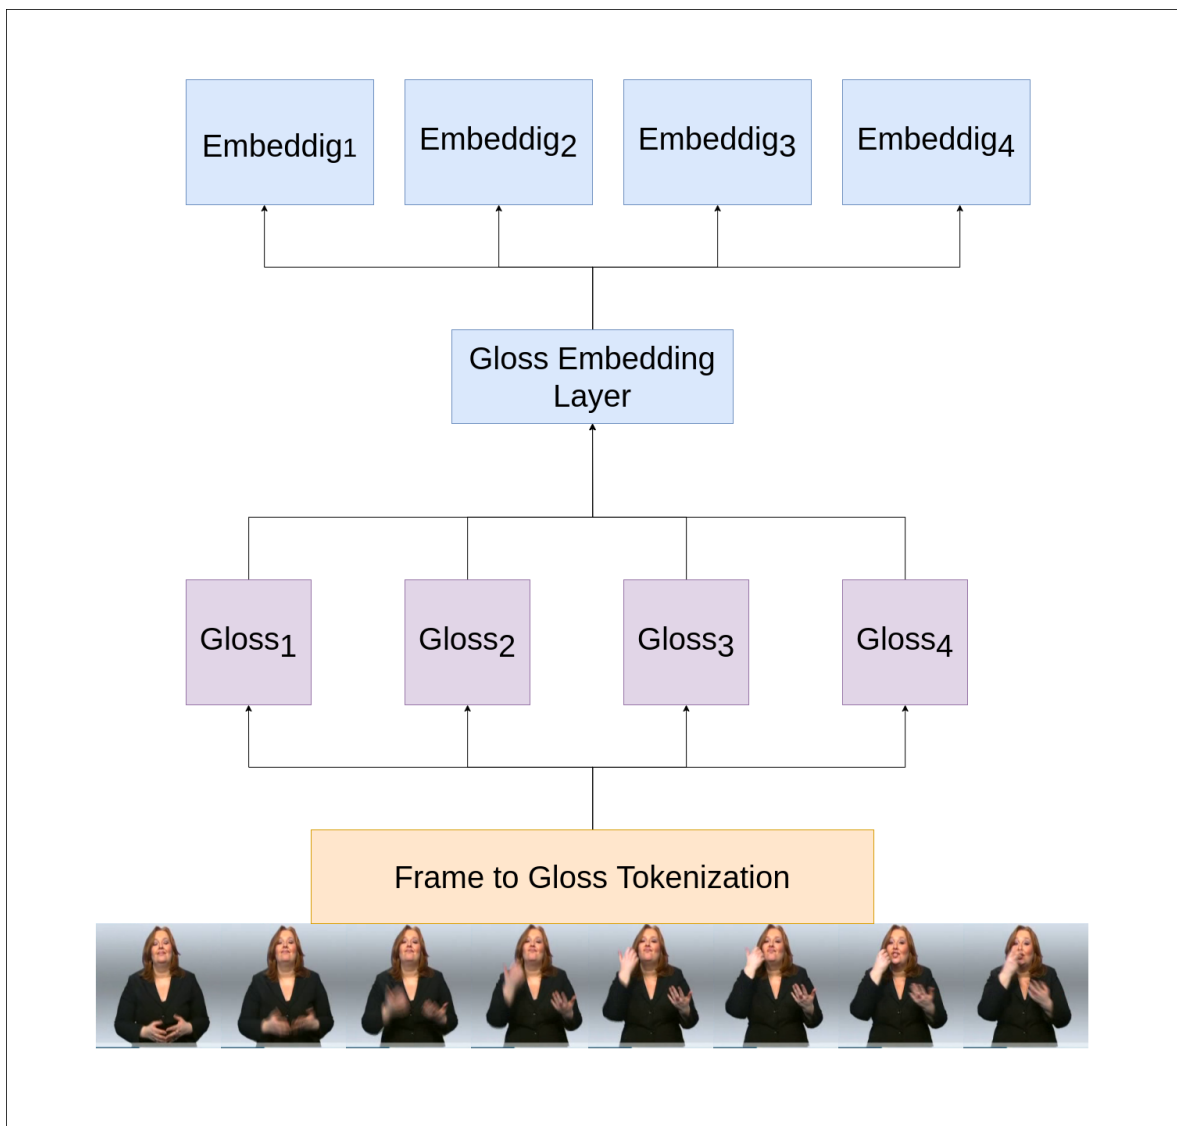 Embeddig1 Embeddig2 Embeddig3 Embeddig4
Gloss Embedding
Layer
Gloss1 Gloss2 Gloss3 Gloss4
Frame to Gloss Tokenization